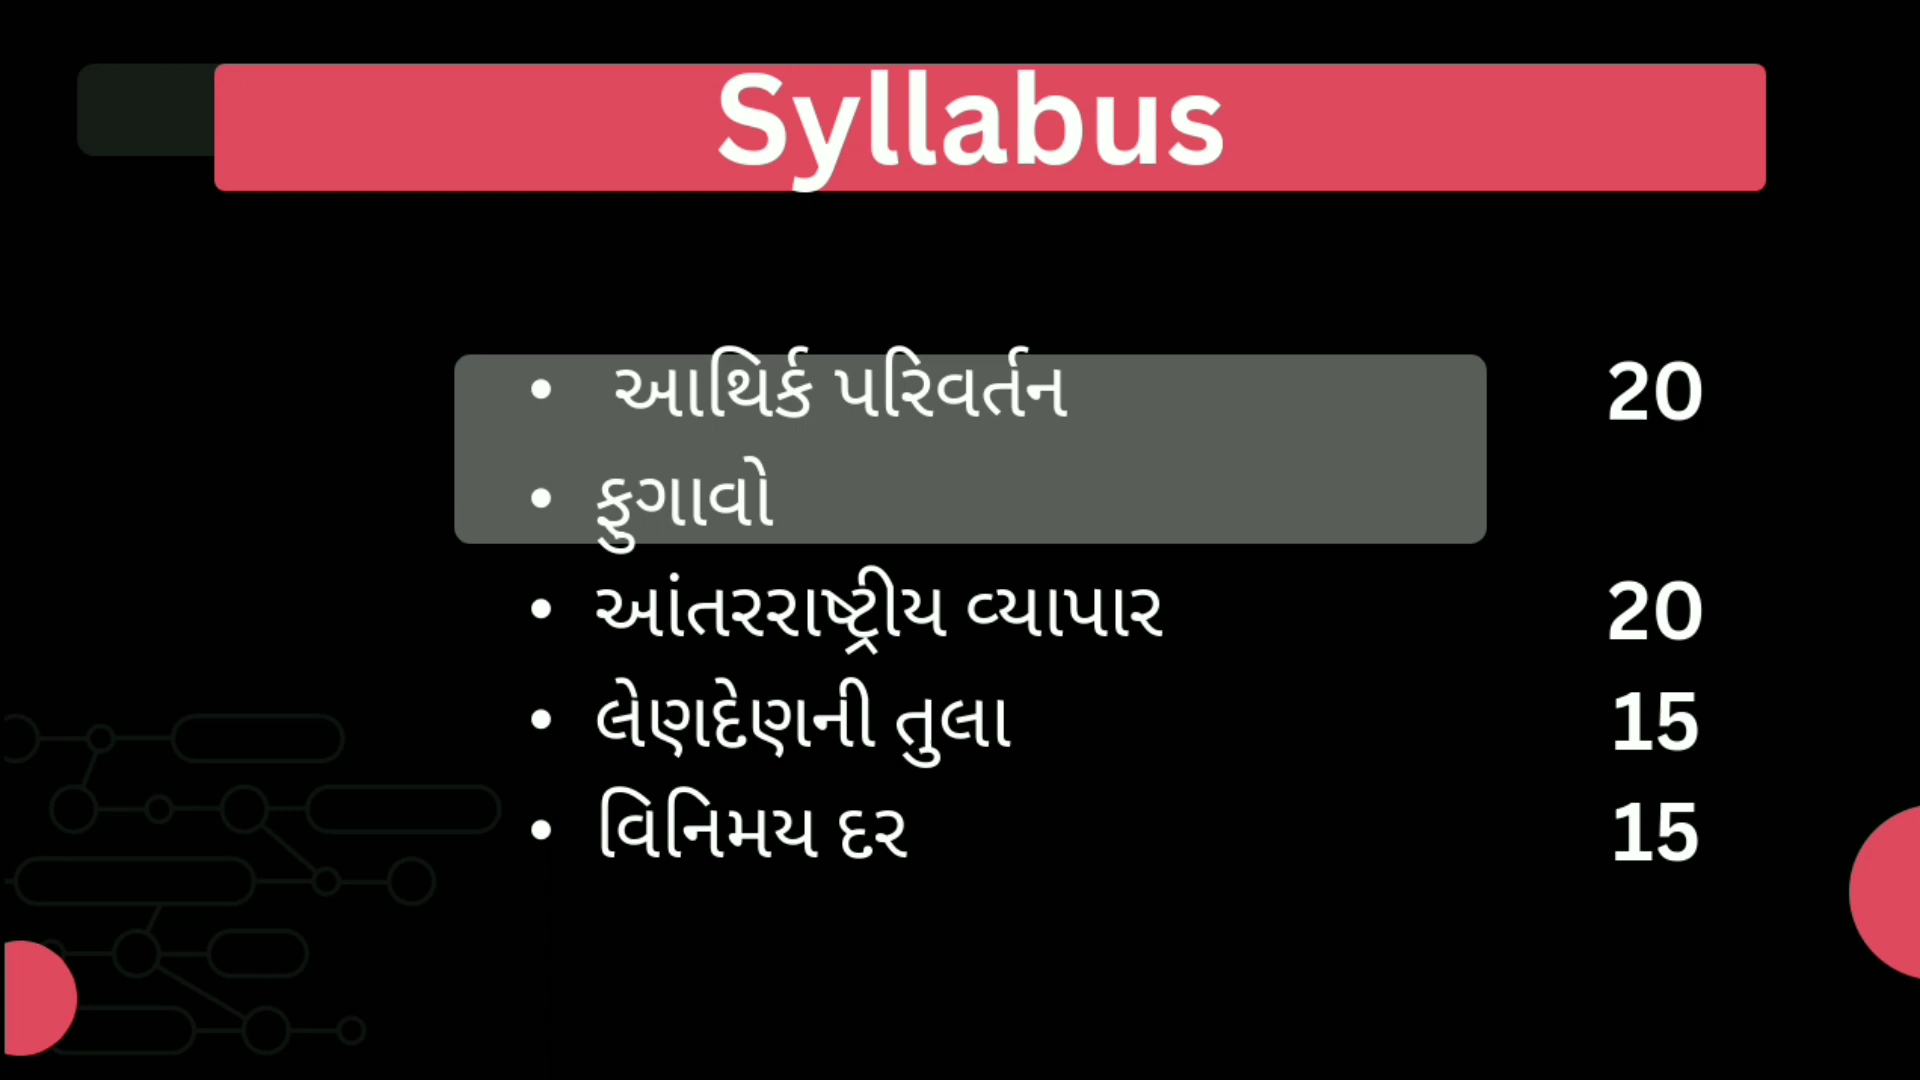 Syllabus
• આર્થિક પરિવર્તન 20
• ફુગાવો
• આંતરરાષ્ટ્રીય વ્યાપાર 20
• લેણદેણની તુલા 15
• વિનિમય દર 15